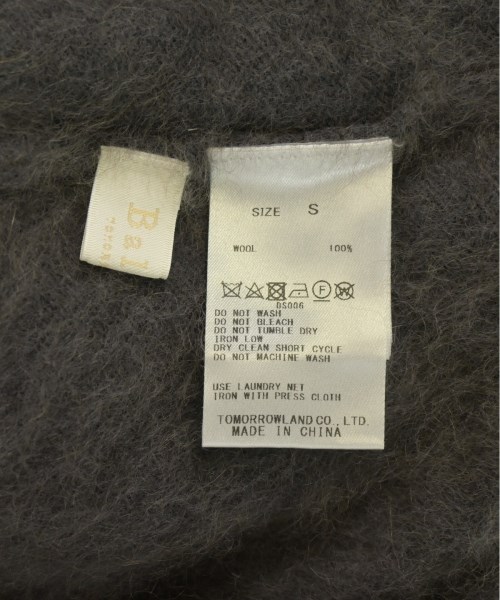 Bal
SIZE S
WOOL 100%
F W
DS006
DO NOT WASH
DO NOT BLEACH
DO NOT TUMBLE DRY
IRON LOW
DRY CLEAN SHORT CYCLE
DO NOT MACHINE WASH
USE LAUNDRY NET
IRON WITH PRESS CLOTH
TOMORROWLAND CO., LTD.
MADE IN CHINA